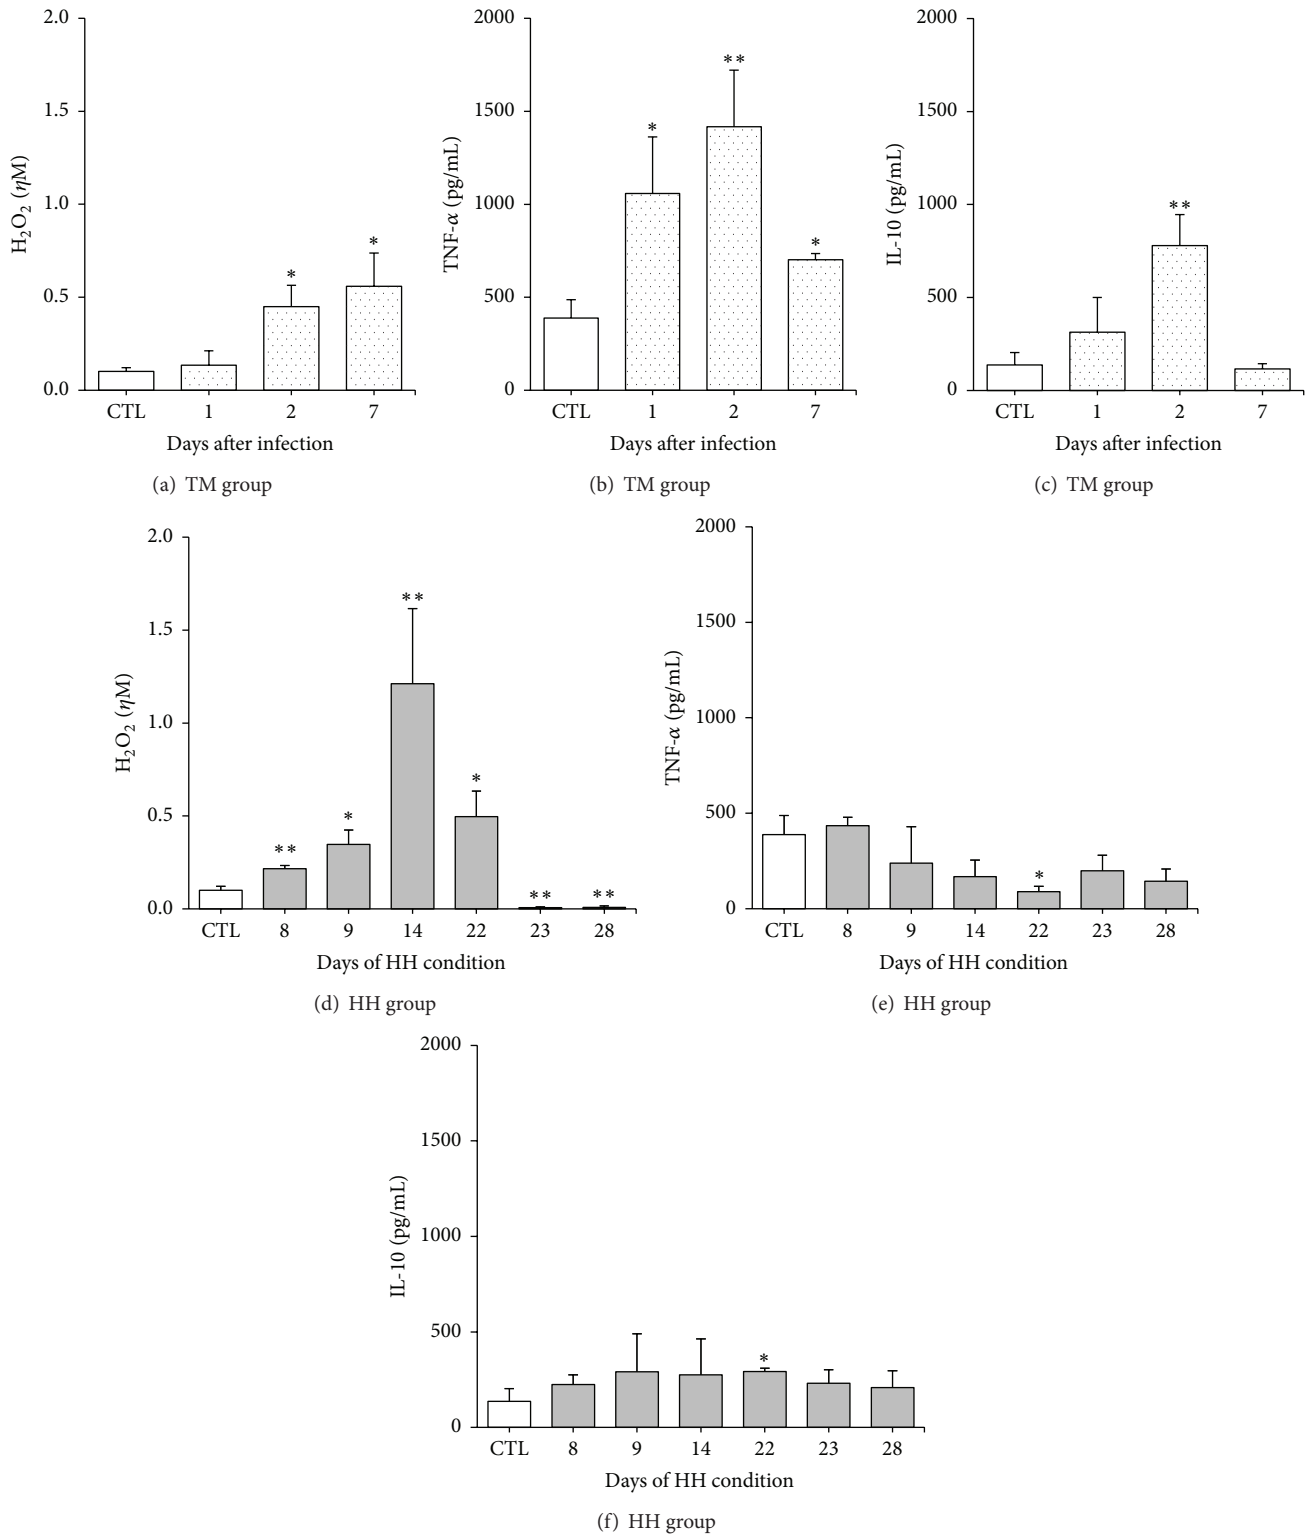 2.0
1.5
1.0
0.5
0.0
H₂O₂ (ηM)
*
*
CTL 1 2 7
Days after infection
(a) TM group
2000
1500
1000
500
0
TNF-α (pg/mL)
*
**
*
CTL 1 2 7
Days after infection
(b) TM group
2000
1500
1000
500
0
IL-10 (pg/mL)
**
CTL 1 2 7
Days after infection
(c) TM group
2.0
1.5
1.0
0.5
0.0
H₂O₂ (ηM)
**
*
**
*
**
**
CTL 8 9 14 22 23 28
Days of HH condition
(d) HH group
2000
1500
1000
500
0
TNF-α (pg/mL)
*
CTL 8 9 14 22 23 28
Days of HH condition
(e) HH group
2000
1500
1000
500
0
IL-10 (pg/mL)
*
CTL 8 9 14 22 23 28
Days of HH condition
(f) HH group